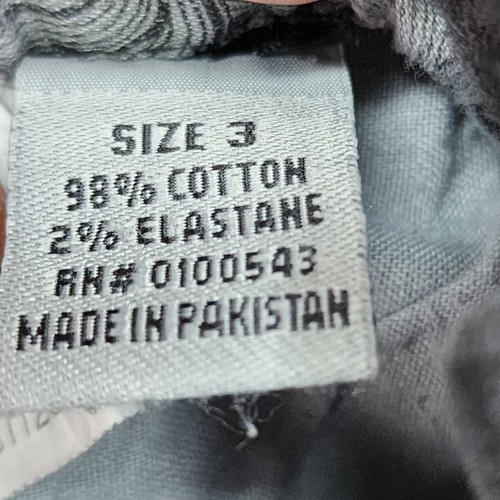 SIZE 3
98% COTTON
2% ELASTANE
RN# 0100543
MADE IN PAKISTAN